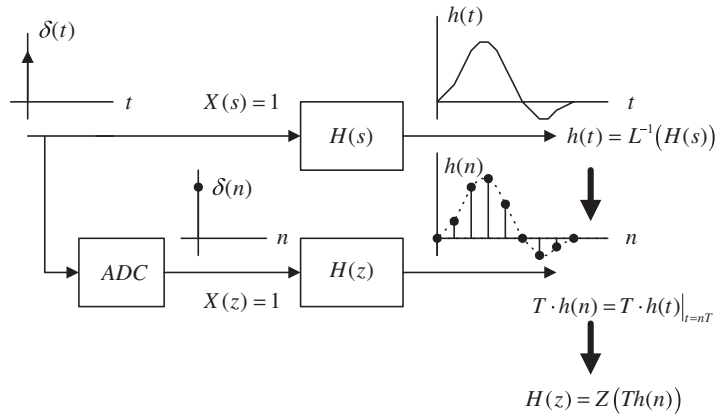 δ(t)
h(t)
t
X(s) = 1
t
H(s)
h(t) = L⁻¹(H(s))
δ(n)
h(n)
n
n
ADC
H(z)
X(z) = 1
T · h(n) = T · h(t)|ₜ₌ₙT
H(z) = Z(Th(n))